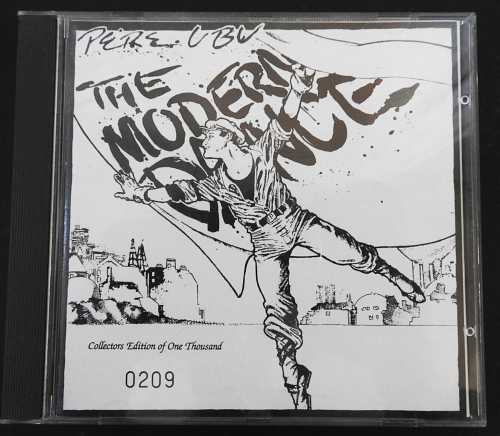 PERE UBU
THE
MODERN
DANCE
Collectors Edition of One Thousand
0209